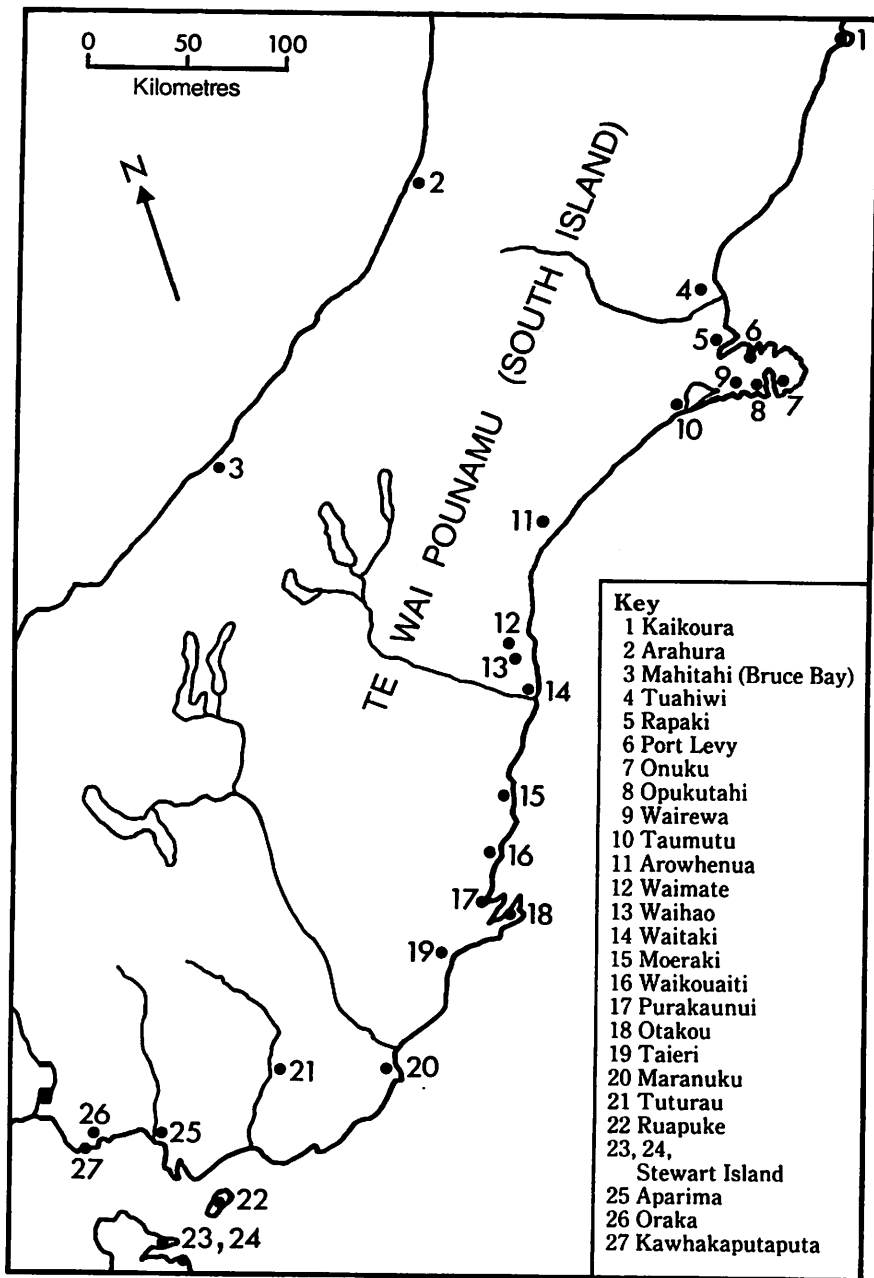 0 50 100
Kilometres
N
TE WAI POUNAMU (SOUTH ISLAND)
1
2
3
4
5
6
7
8
9
10
11
12
13
14
15
16
17
18
19
20
21
22
23, 24
25
26
27
Key
1 Kaikoura
2 Arahura
3 Mahitahi (Bruce Bay)
4 Tuahiwi
5 Rapaki
6 Port Levy
7 Onuku
8 Opukutahi
9 Wairewa
10 Taumutu
11 Arowhenua
12 Waimate
13 Waihao
14 Waitaki
15 Moeraki
16 Waikouaiti
17 Purakaunui
18 Otakou
19 Taieri
20 Maranuku
21 Tuturau
22 Ruapuke
23, 24,
Stewart Island
25 Aparima
26 Oraka
27 Kawhakaputaputa